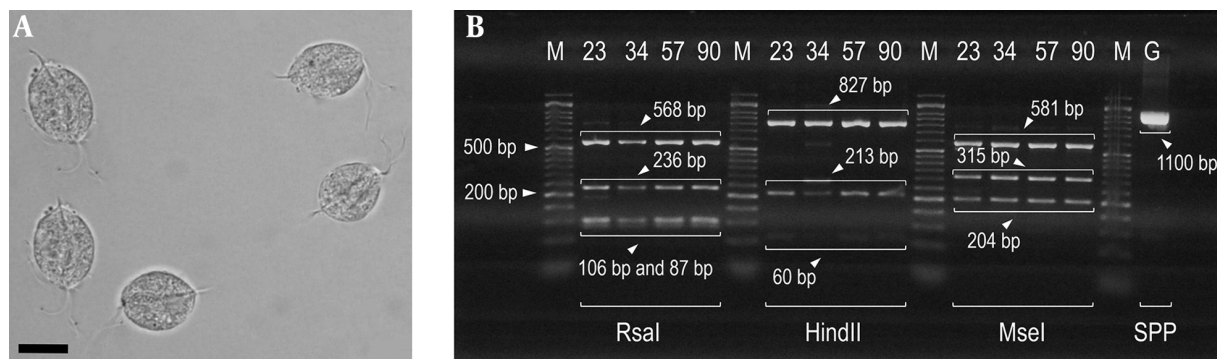 A
B
M 23 34 57 90 M 23 34 57 90 M 23 34 57 90 M G
827 bp
568 bp
581 bp
500 bp
236 bp
213 bp
315 bp
1100 bp
200 bp
204 bp
106 bp and 87 bp
60 bp
RsaI
HindII
MseI
SPP